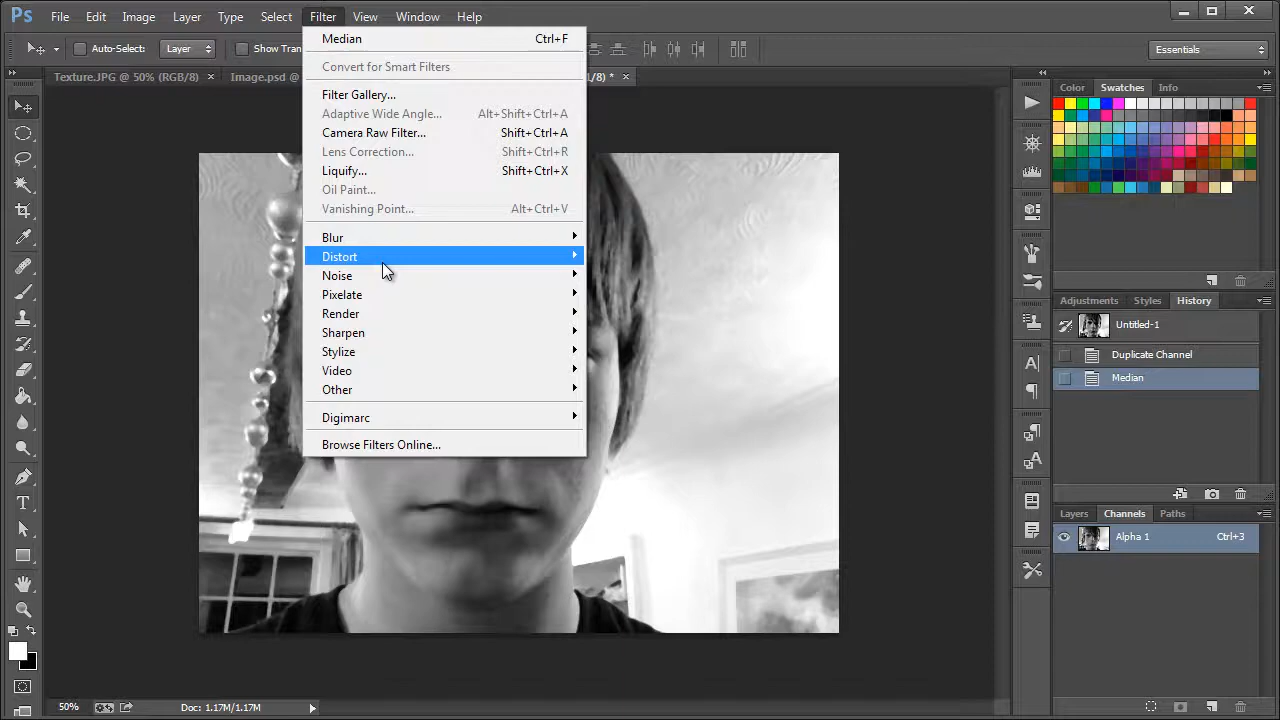 Ps File Edit Image Layer Type Select Filter View Window Help
Auto-Select Layer Show Tran Essentials
Texture.JPG @ 50% (RGB/8) × Image.psd @ 1/8) * ×
Median Ctrl+F
Convert for Smart Filters
Filter Gallery...
Adaptive Wide Angle... Alt+Shift+Ctrl+A
Camera Raw Filter... Shift+Ctrl+A
Lens Correction... Shift+Ctrl+R
Liquify... Shift+Ctrl+X
Oil Paint...
Vanishing Point... Alt+Ctrl+V
Blur
Distort
Noise
Pixelate
Render
Sharpen
Stylize
Video
Other
Digimarc
Browse Filters Online...
Color Swatches Info
Adjustments Styles History
Untitled-1
Duplicate Channel
Median
Layers Channels Paths
Alpha 1 Ctrl+3
50% Doc: 1.17M/1.17M